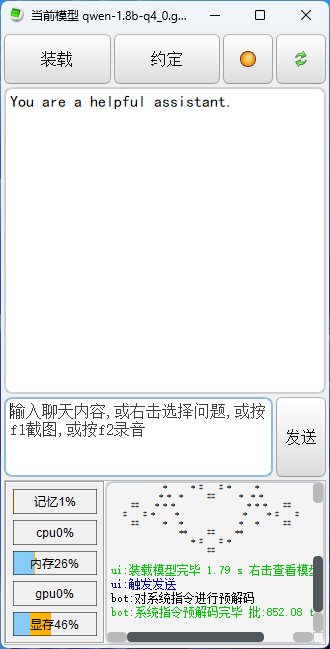 当前模型 qwen-1.8b-q4_0.g...
装载
约定
You are a helpful assistant.
输入聊天内容,或右击选择问题,或按
f1截图,或按f2录音
发送
记忆1%
cpu0%
内存26%
gpu0%
显存46%
ui:装载模型完毕 1.79 s 右击查看模型
ui:触发发送
bot:对系统指令进行预解码
bot:系统指令预解码完毕 批:852.08 t